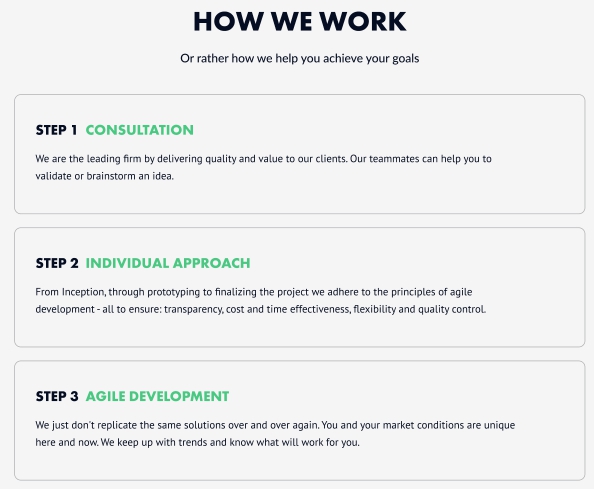 HOW WE WORK
Or rather how we help you achieve your goals
STEP 1 CONSULTATION
We are the leading firm by delivering quality and value to our clients. Our teammates can help you to
validate or brainstorm an idea.
STEP 2 INDIVIDUAL APPROACH
From Inception, through prototyping to finalizing the project we adhere to the principles of agile
development - all to ensure: transparency, cost and time effectiveness, flexibility and quality control.
STEP 3 AGILE DEVELOPMENT
We just don't replicate the same solutions over and over again. You and your market conditions are unique
here and now. We keep up with trends and know what will work for you.